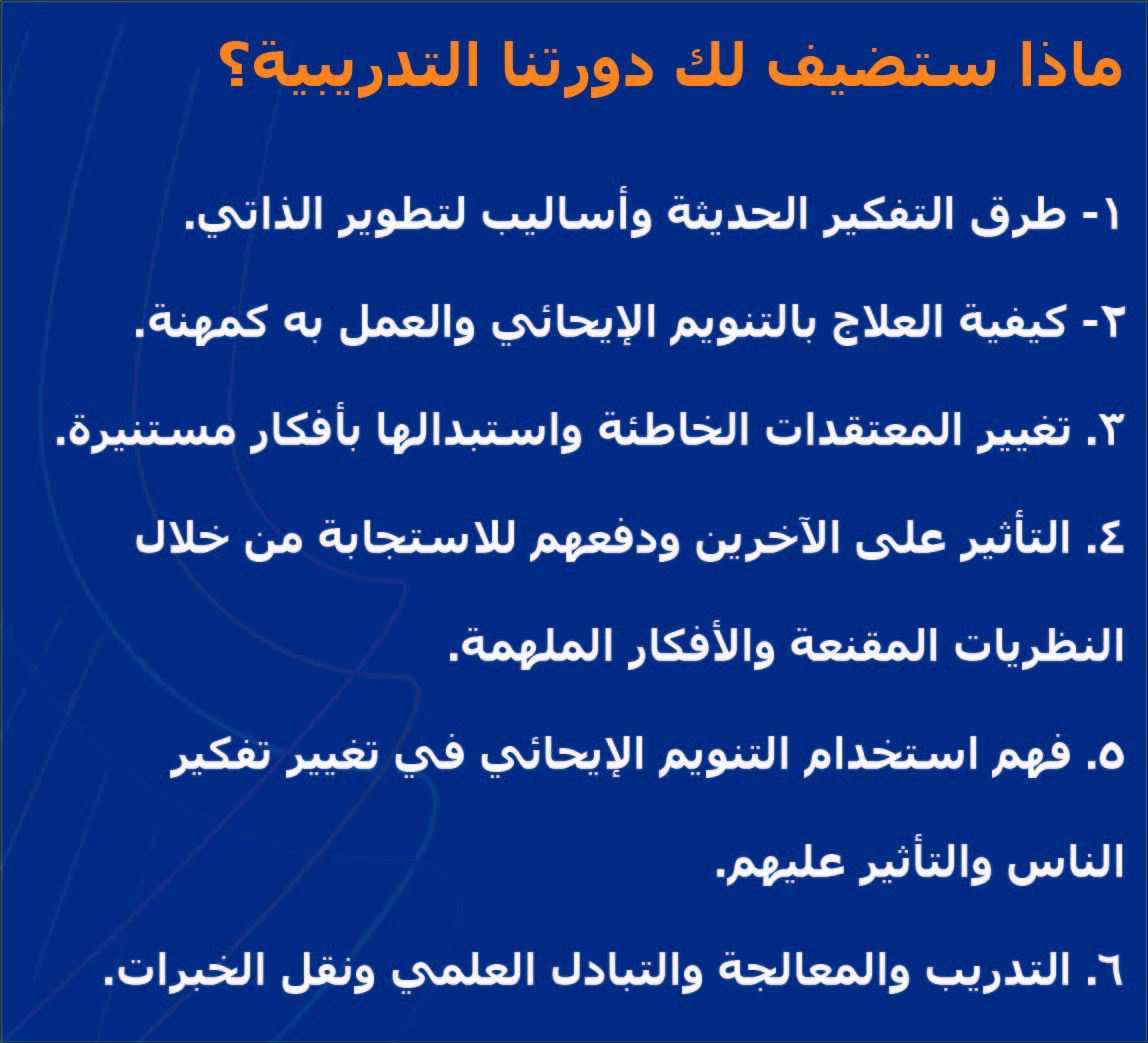 ماذا ستضيف لك دورتنا التدريبية؟
١- طرق التفكير الحديثة وأساليب لتطوير الذاتي.
٢- كيفية العلاج بالتنويم الإيحائي والعمل به كمهنة.
٣. تغيير المعتقدات الخاطئة واستبدالها بأفكار مستنيرة.
٤. التأثير على الآخرين ودفعهم للاستجابة من خلال
النظريات المقنعة والأفكار الملهمة.
٥. فهم استخدام التنويم الإيحائي في تغيير تفكير
الناس والتأثير عليهم.
٦. التدريب والمعالجة والتبادل العلمي ونقل الخبرات.